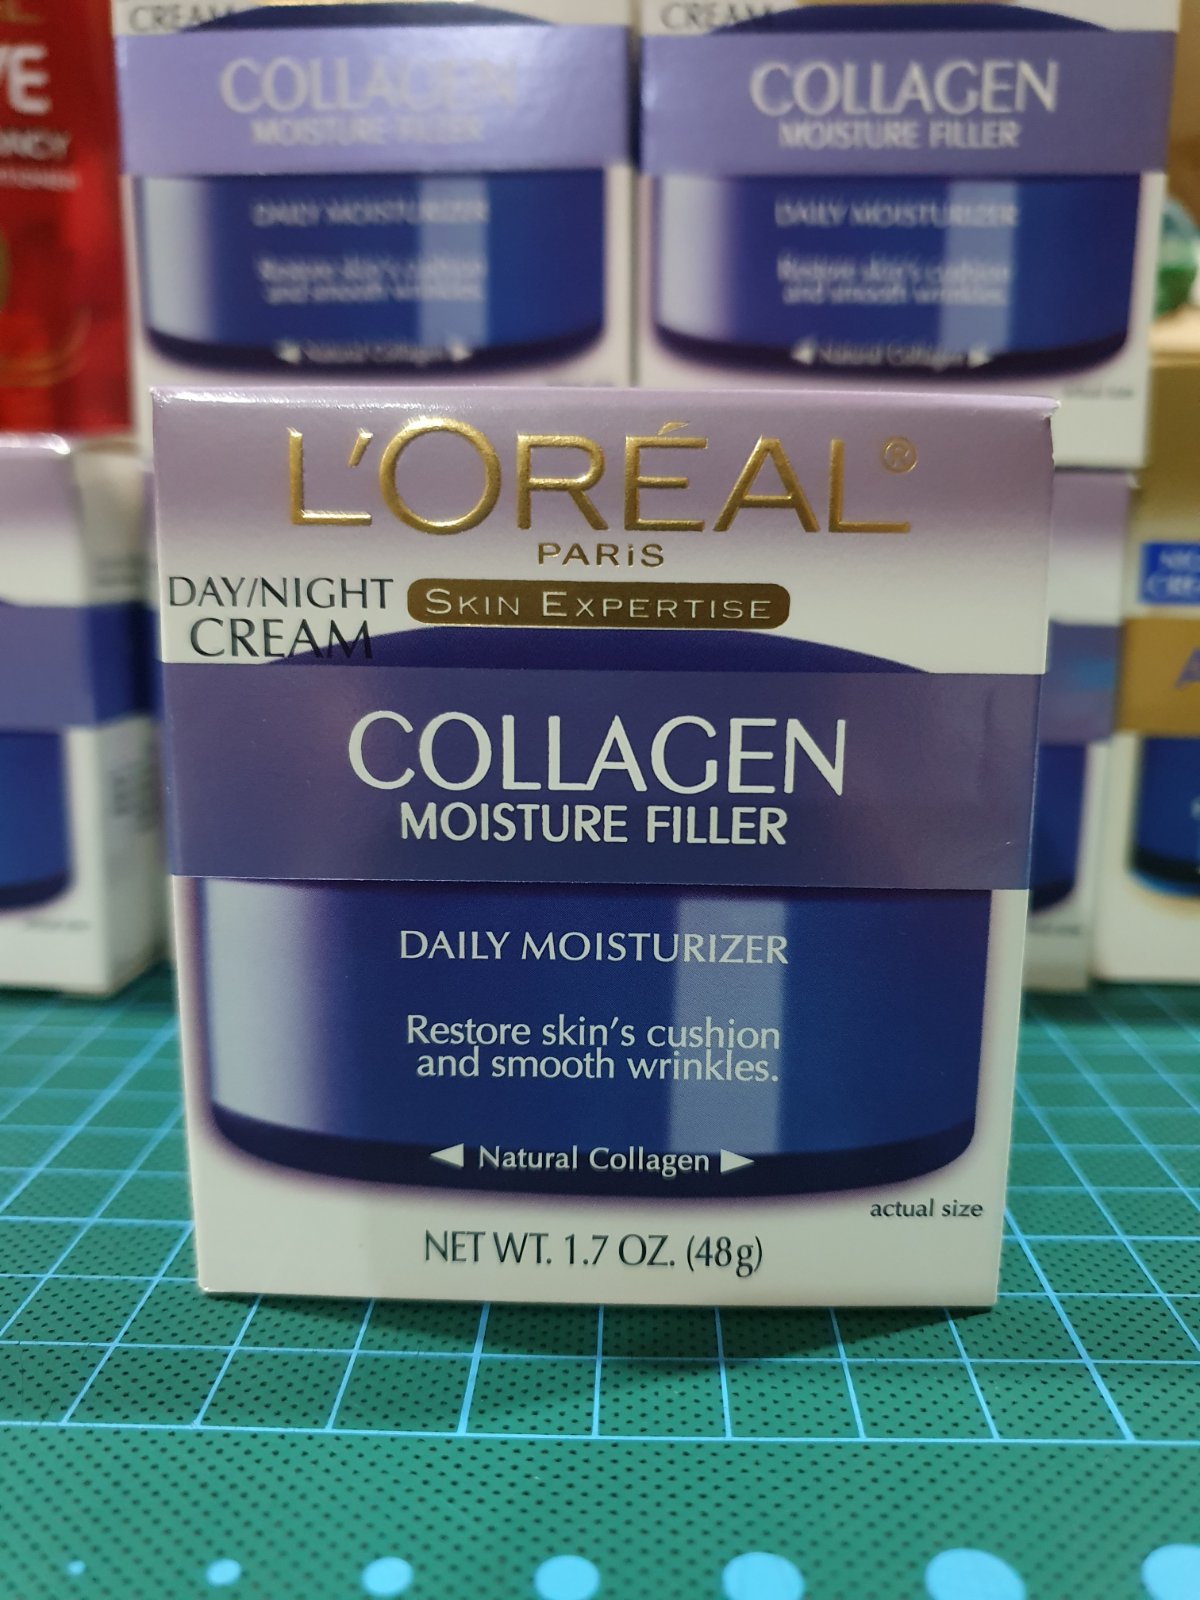 CREAM
COLLAGEN
MOISTURE FILLER
DAILY MOISTURIZER
Restore skin's cushion
and smooth wrinkles.
Natural Collagen
CREAM
COLLAGEN
MOISTURE FILLER
DAILY MOISTURIZER
Restore skin's cushion
and smooth wrinkles.
Natural Collagen
L'ORÉAL®
PARIS
DAY/NIGHT
CREAM
SKIN EXPERTISE
COLLAGEN
MOISTURE FILLER
DAILY MOISTURIZER
Restore skin's cushion
and smooth wrinkles.
Natural Collagen
actual size
NET WT. 1.7 OZ. (48g)